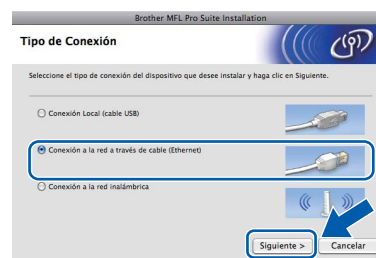 Brother MFL Pro Suite Installation
Tipo de Conexión
Seleccione el tipo de conexión del dispositivo que desee instalar y haga clic en Siguiente.
Conexión Local (cable USB)
Conexión a la red a través de cable (Ethernet)
Conexión a la red inalámbrica
Siguiente >
Cancelar